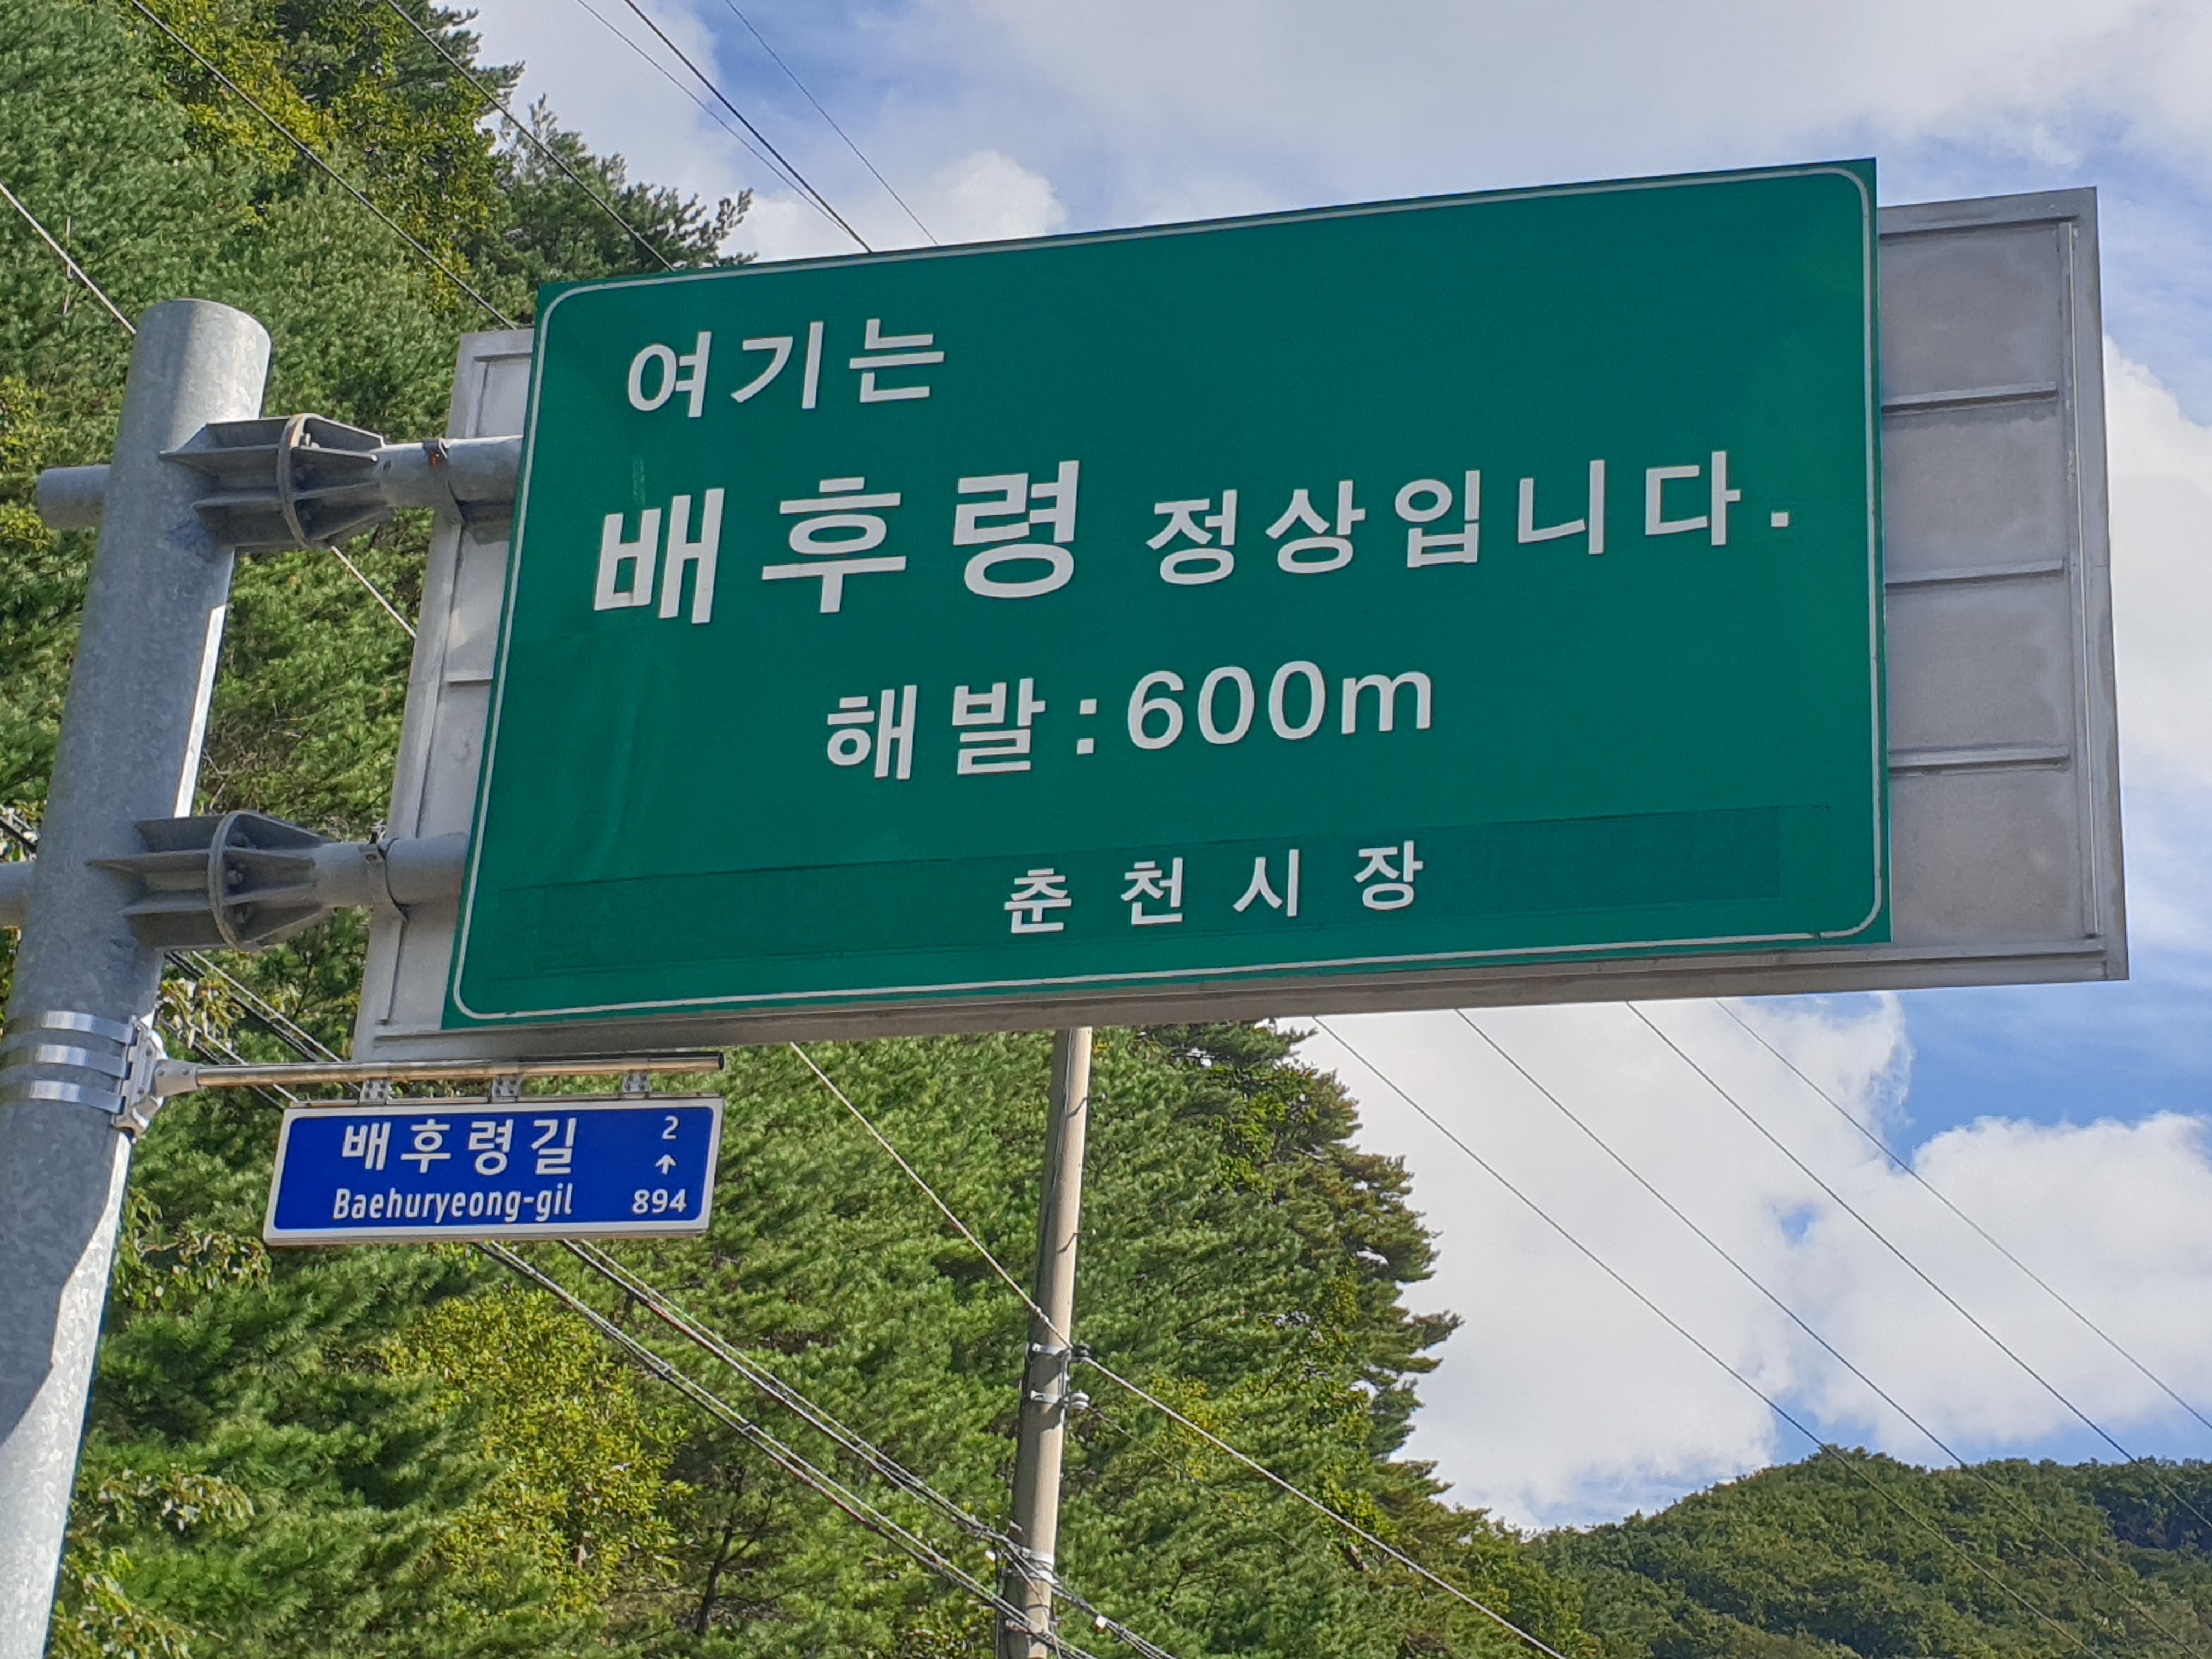 여기는
배후령 정상입니다.
해발:600m
춘천시장
배후령길 2
↑
Baehuryeong-gil 894